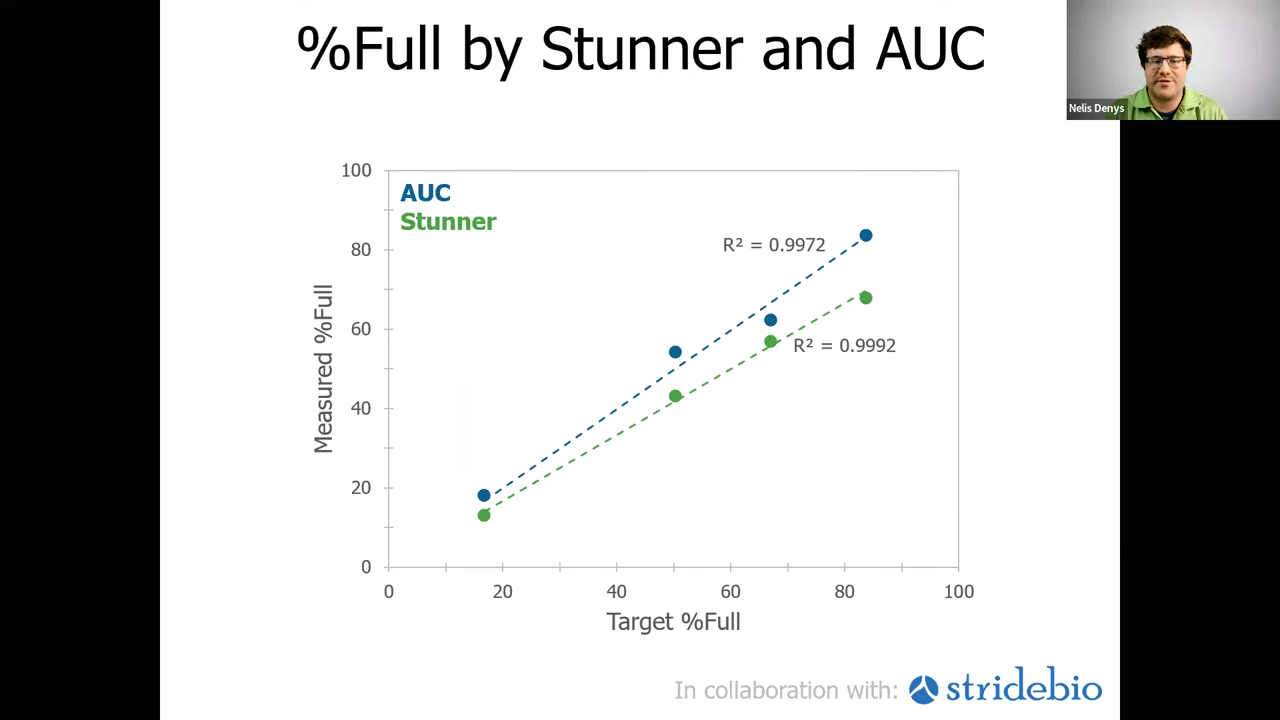 %Full by Stunner and AUC
Nelis Denys
AUC
Stunner
R² = 0.9972
R² = 0.9992
Measured %Full
100
80
60
40
20
0
0 20 40 60 80 100
Target %Full
In collaboration with: stridebio